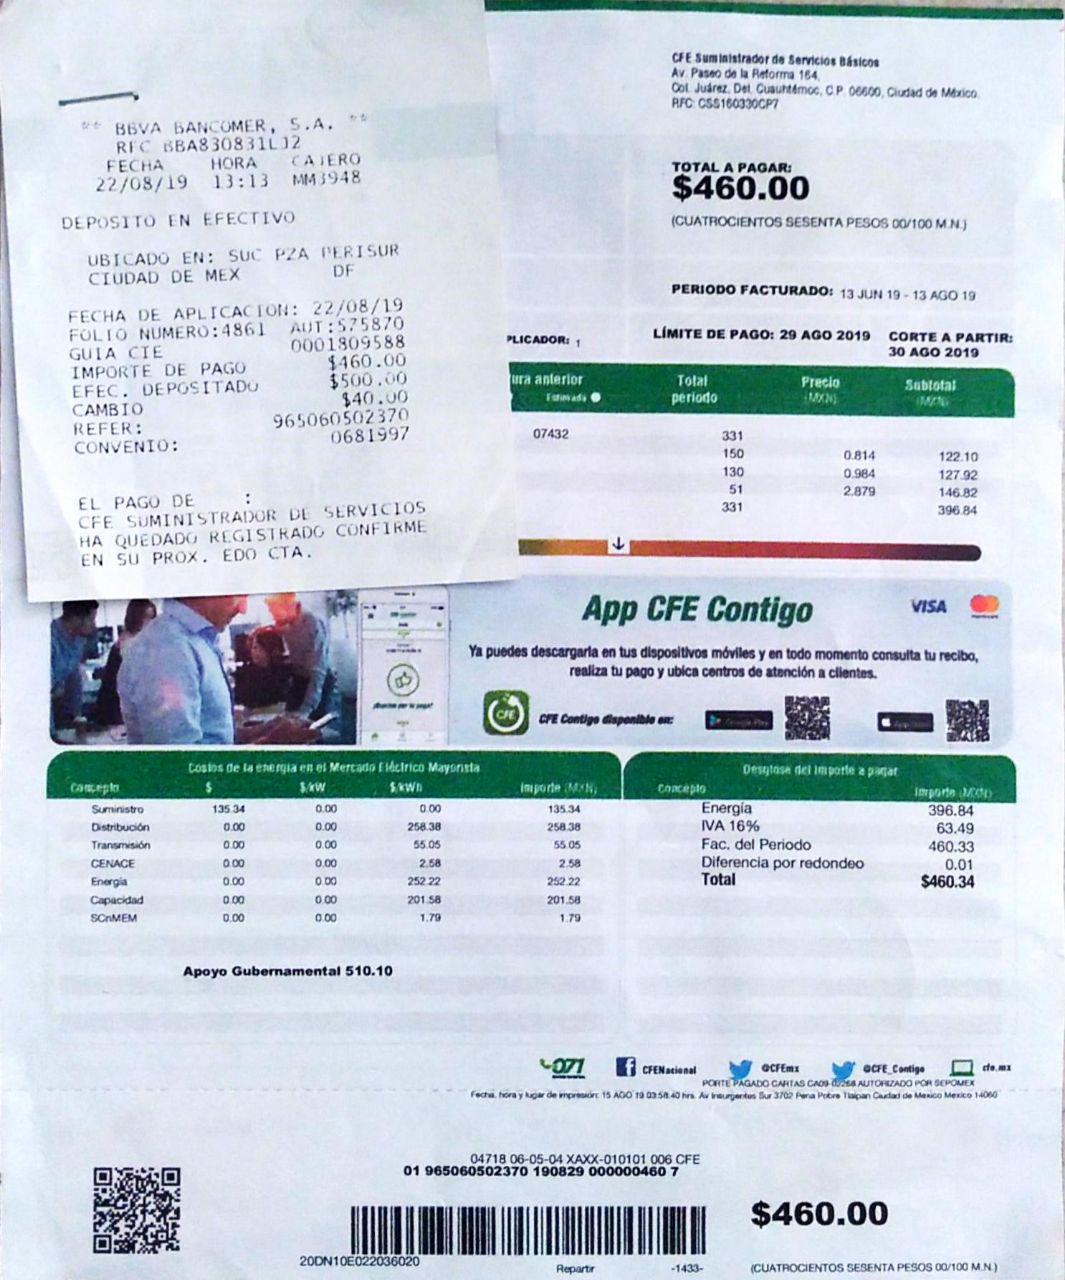 ** BBVA BANCOMER, S.A. **
RFC BBA830831LJ2
FECHA HORA CAJERO
22/08/19 13:13 MM3948
DEPOSITO EN EFECTIVO
UBICADO EN: SUC PZA PERISUR
CIUDAD DE MEX DF
FECHA DE APLICACION: 22/08/19
FOLIO NUMERO:4861 AUT:575870
GUIA CIE 0001809588
IMPORTE DE PAGO $460.00
EFEC. DEPOSITADO $500.00
CAMBIO $40.00
REFER: 965060502370
CONVENIO: 0681997
EL PAGO DE :
CFE SUMINISTRADOR DE SERVICIOS
HA QUEDADO REGISTRADO CONFIRME
EN SU PROX. EDO CTA.
CFE Suministrador de Servicios Básicos
Av. Paseo de la Reforma 164,
Col. Juárez, Del. Cuauhtémoc, C.P. 06600, Ciudad de México.
RFC: CSS160330CP7
TOTAL A PAGAR:
$460.00
(CUATROCIENTOS SESENTA PESOS 00/100 M.N.)
PERIODO FACTURADO: 13 JUN 19 - 13 AGO 19
PLICADOR: 1
LÍMITE DE PAGO: 29 AGO 2019 CORTE A PARTIR:
30 AGO 2019
ura anterior Total Precio Subtotal
Estimada periodo (MXN) (MXN)
07432 331
150 0.814 122.10
130 0.984 127.92
51 2.879 146.82
331 396.84
App CFE Contigo VISA
Ya puedes descargarla en tus dispositivos móviles y en todo momento consulta tu recibo,
realiza tu pago y ubica centros de atención a clientes.
CFE
CFE Contigo disponible en: Google Play
Costos de la energía en el Mercado Eléctrico Mayorista
Concepto $ $/kW $/kWh Importe (MXN)
Suministro 135.34 0.00 0.00 135.34
Distribución 0.00 0.00 258.38 258.38
Transmisión 0.00 0.00 55.05 55.05
CENACE 0.00 0.00 2.58 2.58
Energía 0.00 0.00 252.22 252.22
Capacidad 0.00 0.00 201.58 201.58
SCnMEM 0.00 0.00 1.79 1.79
Apoyo Gubernamental 510.10
Desglose del importe a pagar
Concepto Importe (MXN)
Energía 396.84
IVA 16% 63.49
Fac. del Periodo 460.33
Diferencia por redondeo 0.01
Total $460.34
071 CFENacional @CFEmx @CFE_Contigo cfe.mx
PORTE PAGADO CARTAS CA09-02268 AUTORIZADO POR SEPOMEX
Fecha, hora y lugar de impresión: 15 AGO 19 03:58:40 hrs. Av Insurgentes Sur 3702 Pena Pobre Tlalpan Ciudad de Mexico Mexico 14060
04718 06-05-04 XAXX-010101 006 CFE
01 965060502370 190829 000000460 7
$460.00
20DN10E022036020
Repartir -1433- (CUATROCIENTOS SESENTA PESOS 00/100 M.N.)